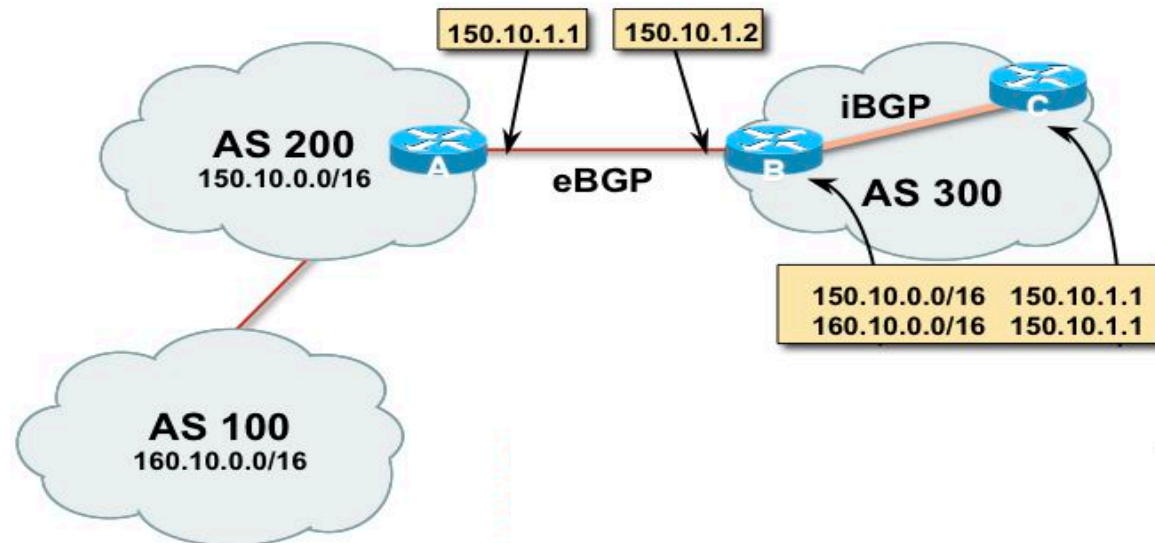 150.10.1.1
150.10.1.2
AS 200
150.10.0.0/16
A
eBGP
B
iBGP
C
AS 300
150.10.0.0/16 150.10.1.1
160.10.0.0/16 150.10.1.1
AS 100
160.10.0.0/16